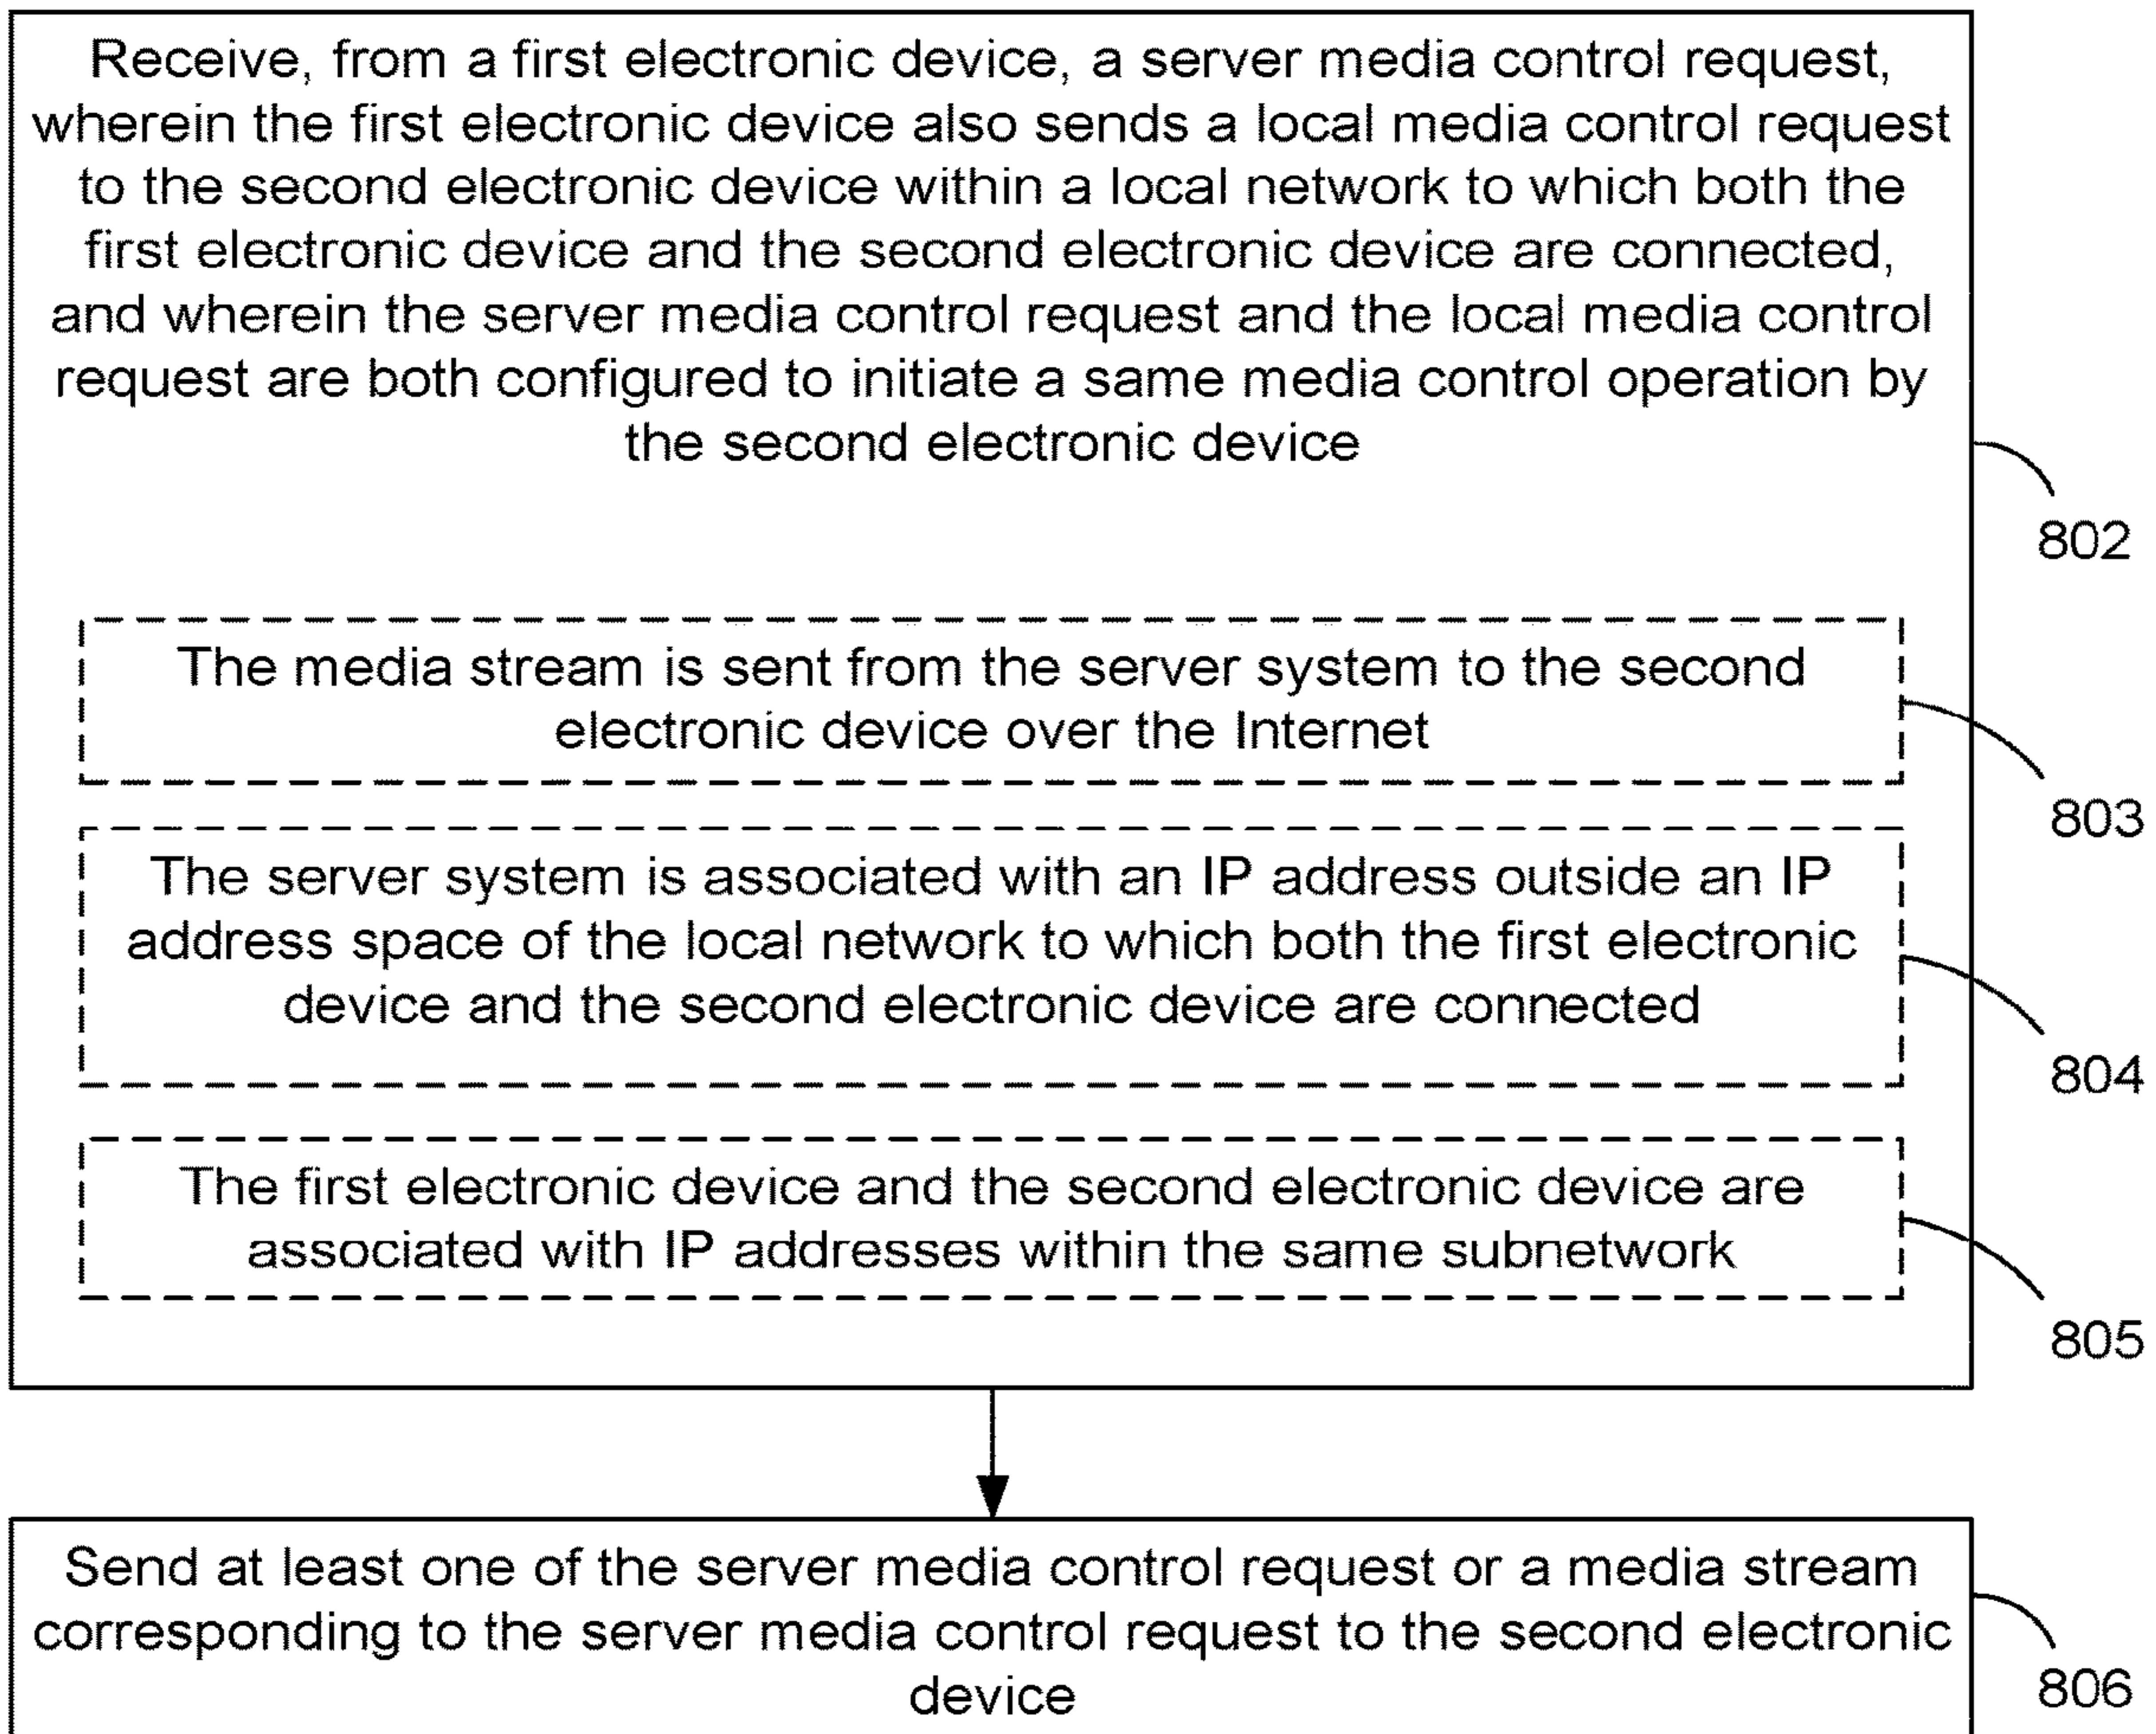 Receive, from a first electronic device, a server media control request,
wherein the first electronic device also sends a local media control request
to the second electronic device within a local network to which both the
first electronic device and the second electronic device are connected,
and wherein the server media control request and the local media control
request are both configured to initiate a same media control operation by
the second electronic device
802
The media stream is sent from the server system to the second
electronic device over the Internet
803
The server system is associated with an IP address outside an IP
address space of the local network to which both the first electronic
device and the second electronic device are connected
804
The first electronic device and the second electronic device are
associated with IP addresses within the same subnetwork
805
Send at least one of the server media control request or a media stream
corresponding to the server media control request to the second electronic
device
806